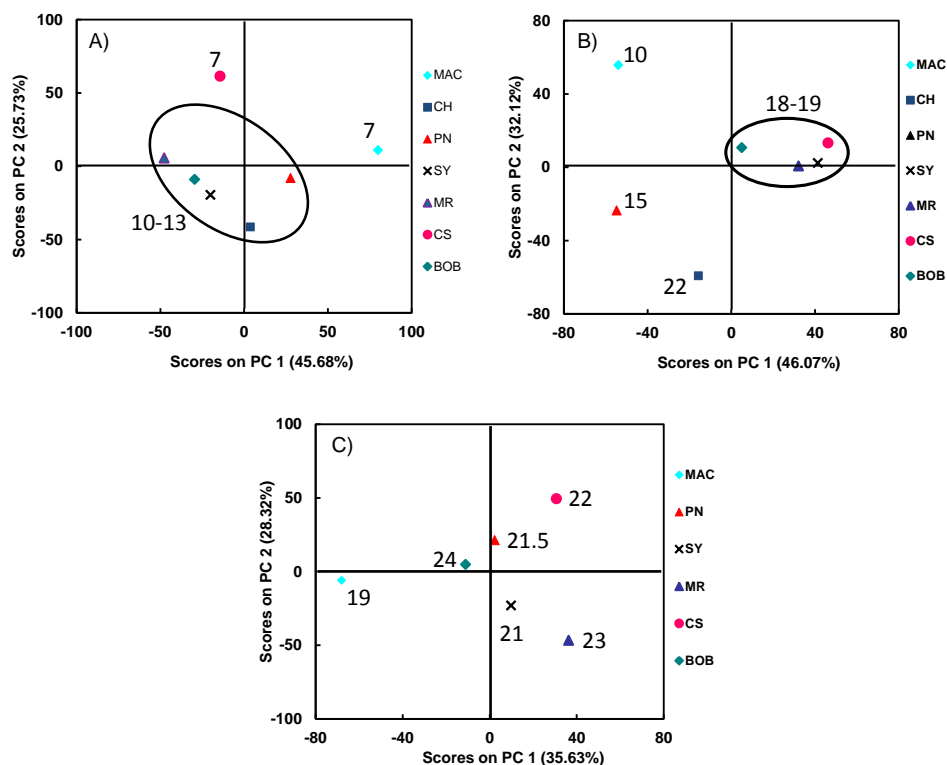 A)
Scores on PC 2 (25.73%)
100
50
0
-50
-100
7
7
10-13
-100
-50
0
50
100
Scores on PC 1 (45.68%)
MAC
CH
PN
SY
MR
CS
BOB
B)
Scores on PC 2 (32.12%)
80
40
0
-40
-80
10
18-19
15
22
-80
-40
0
40
80
Scores on PC 1 (46.07%)
MAC
CH
PN
SY
MR
CS
BOB
C)
Scores on PC 2 (28.32%)
100
50
0
-50
-100
22
21.5
24
19
21
23
-80
-40
0
40
80
Scores on PC 1 (35.63%)
MAC
PN
SY
MR
CS
BOB